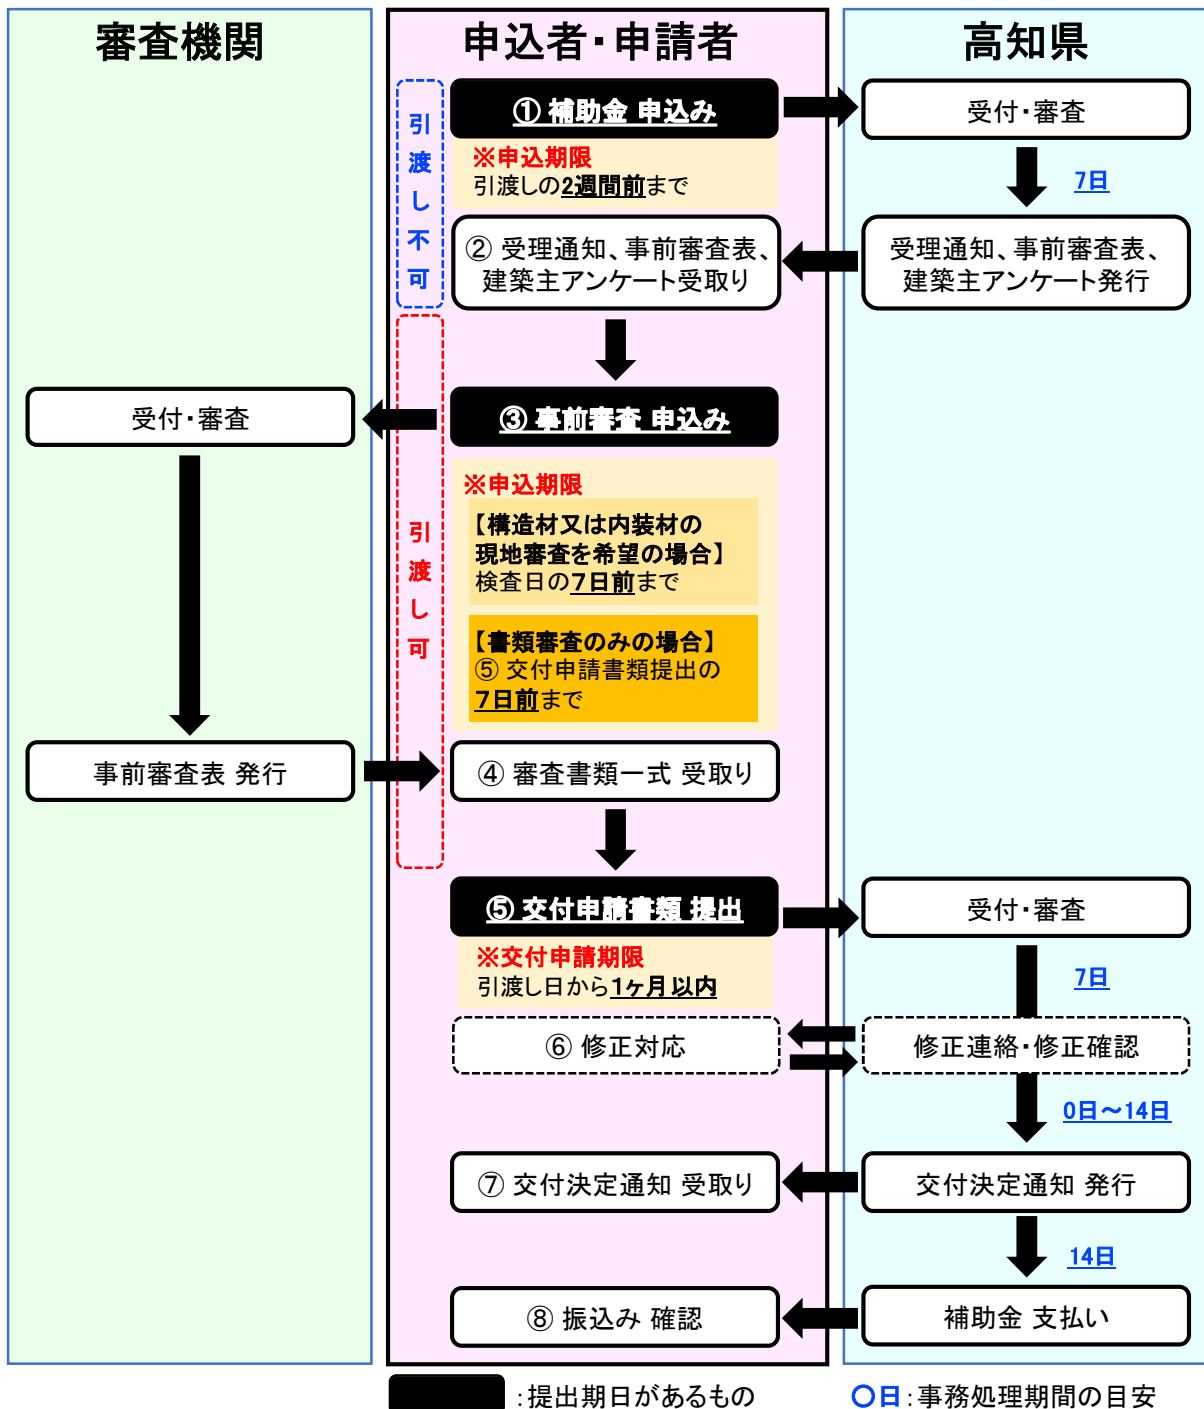 審査機関
申込者・申請者
高知県
引渡し不可
① 補助金 申込み
受付・審査
※申込期限
引渡しの2週間前まで
7日
② 受理通知、事前審査表、
建築主アンケート受取り
受理通知、事前審査表、
建築主アンケート発行
引渡し可
受付・審査
③ 事前審査 申込み
※申込期限
【構造材又は内装材の
現地審査を希望の場合】
検査日の7日前まで
【書類審査のみの場合】
⑤ 交付申請書類提出の
7日前まで
事前審査表 発行
④ 審査書類一式 受取り
⑤ 交付申請書類 提出
受付・審査
※交付申請期限
引渡し日から1ヶ月以内
7日
⑥ 修正対応
修正連絡・修正確認
0日～14日
⑦ 交付決定通知 受取り
交付決定通知 発行
14日
⑧ 振込み 確認
補助金 支払い
：提出期日があるもの
〇日：事務処理期間の目安